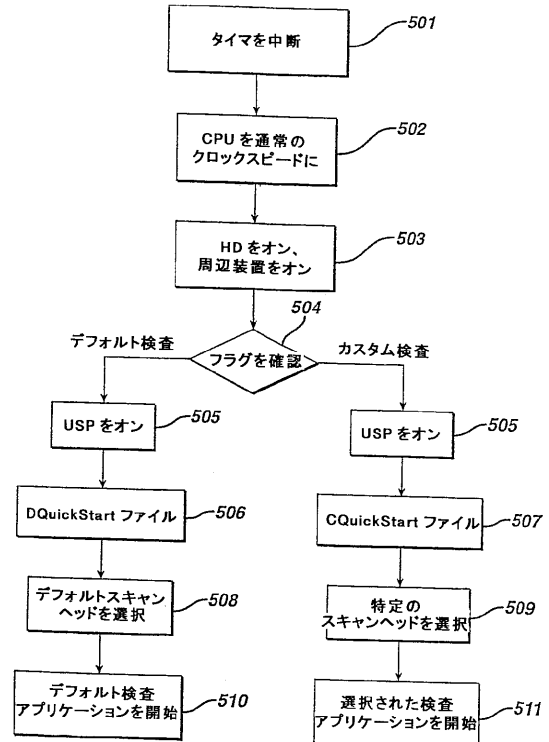 タイマを中断
501
CPU を通常の
クロックスピードに
502
HD をオン、
周辺装置をオン
503
504
フラグを確認
デフォルト検査
カスタム検査
USP をオン
505
USP をオン
505
DQuickStart ファイル
506
CQuickStart ファイル
507
デフォルトスキャン
ヘッドを選択
508
特定の
スキャンヘッドを選択
509
デフォルト検査
アプリケーションを開始
510
選択された検査
アプリケーションを開始
511